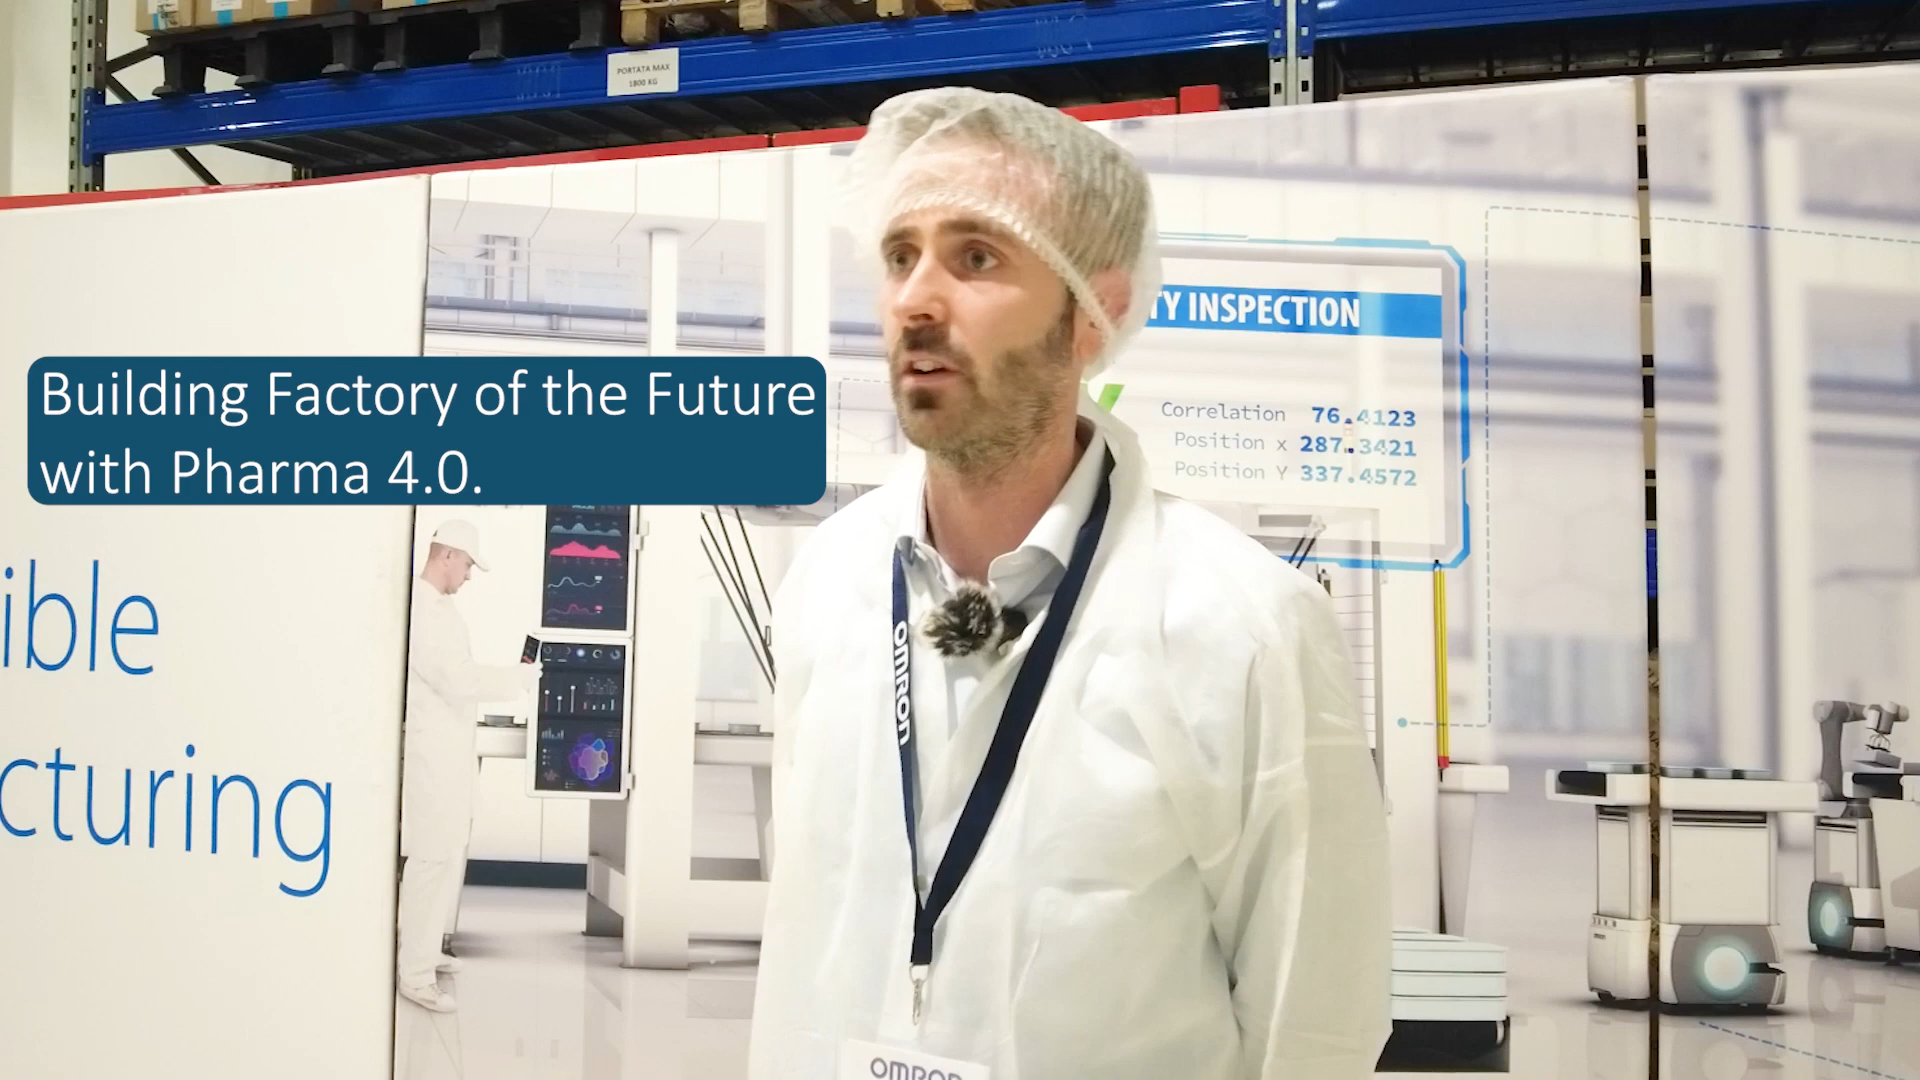 PORTATA MAX
1800 KG
TY INSPECTION
Building Factory of the Future
with Pharma 4.0.
Correlation 76.4123
Position x 287.3421
Position Y 337.4572
ible
cturing
OMRON
OMRON